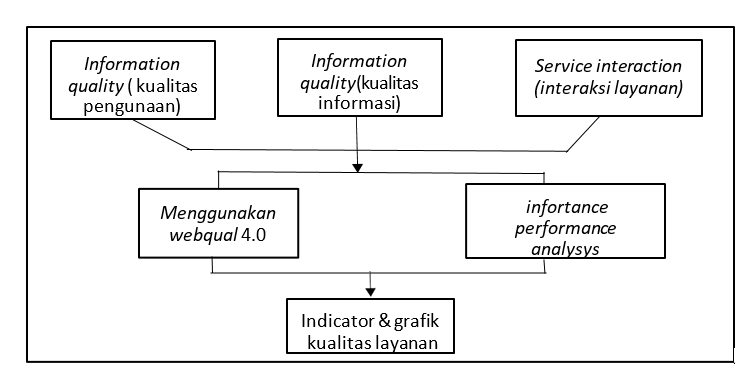 Information
quality ( kualitas
pengunaan)
Information
quality(kualitas
informasi)
Service interaction
(interaksi layanan)
Menggunakan
webqual 4.0
infortance
performance
analysys
Indicator & grafik
kualitas layanan